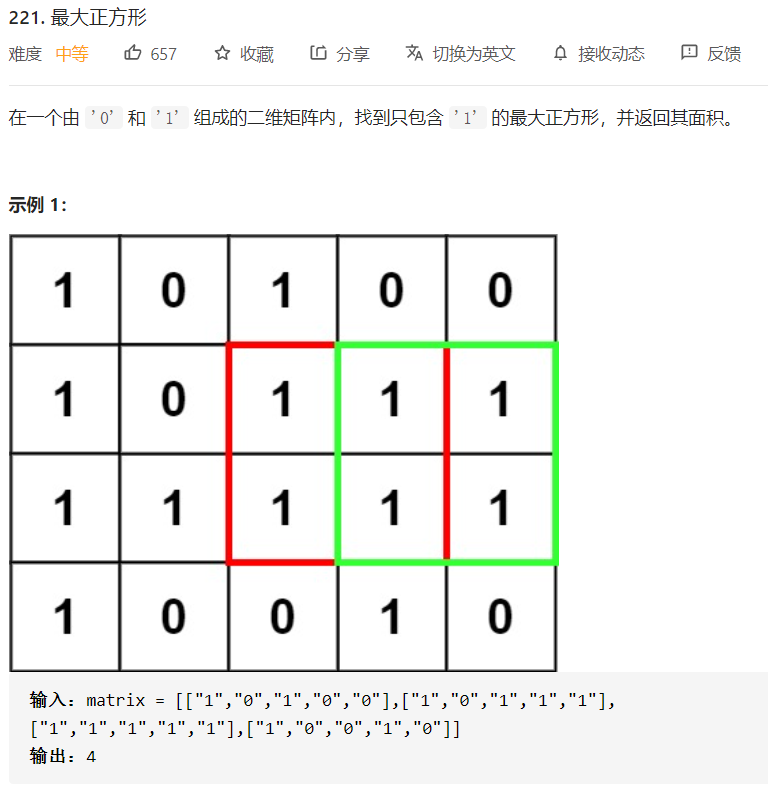 221. 最大正方形
难度 中等 657 收藏 分享 切换为英文 接收动态 反馈
在一个由 '0' 和 '1' 组成的二维矩阵内，找到只包含 '1' 的最大正方形，并返回其面积。
示例 1：
1 0 1 0 0
1 0 1 1 1
1 1 1 1 1
1 0 0 1 0
输入：matrix = [["1","0","1","0","0"],["1","0","1","1","1"],
["1","1","1","1","1"],["1","0","0","1","0"]]
输出：4